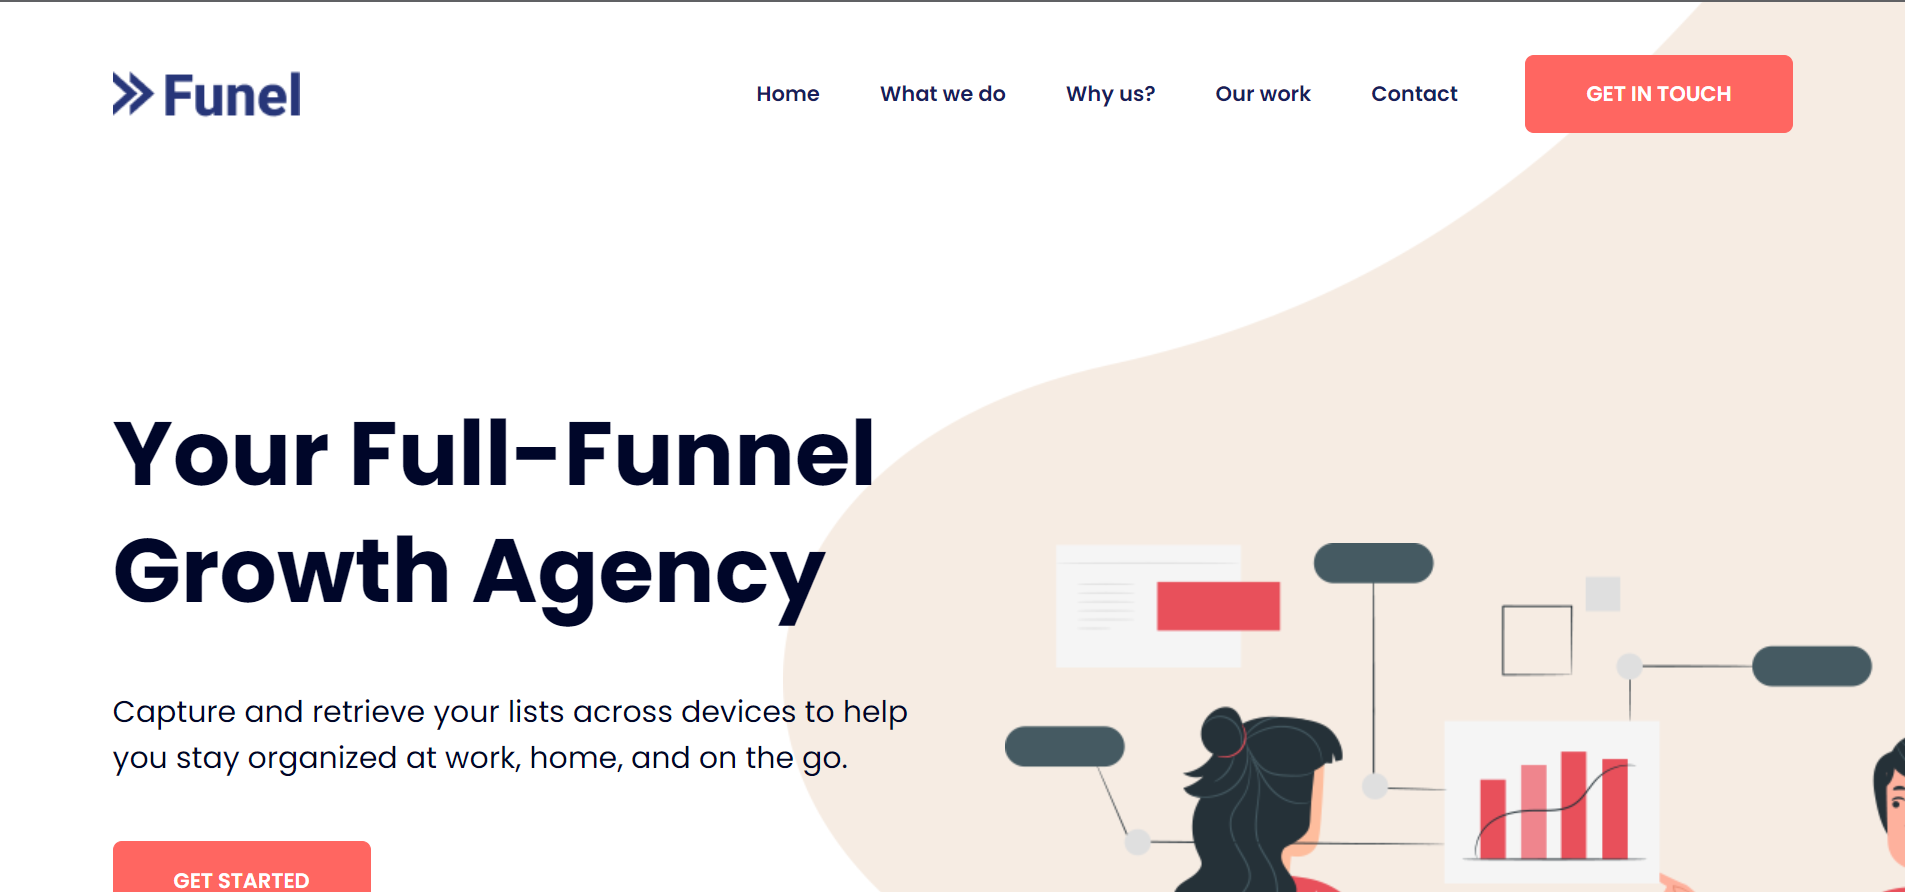 Funel
Home
What we do
Why us?
Our work
Contact
GET IN TOUCH
Your Full-Funnel
Growth Agency
Capture and retrieve your lists across devices to help
you stay organized at work, home, and on the go.
GET STARTED